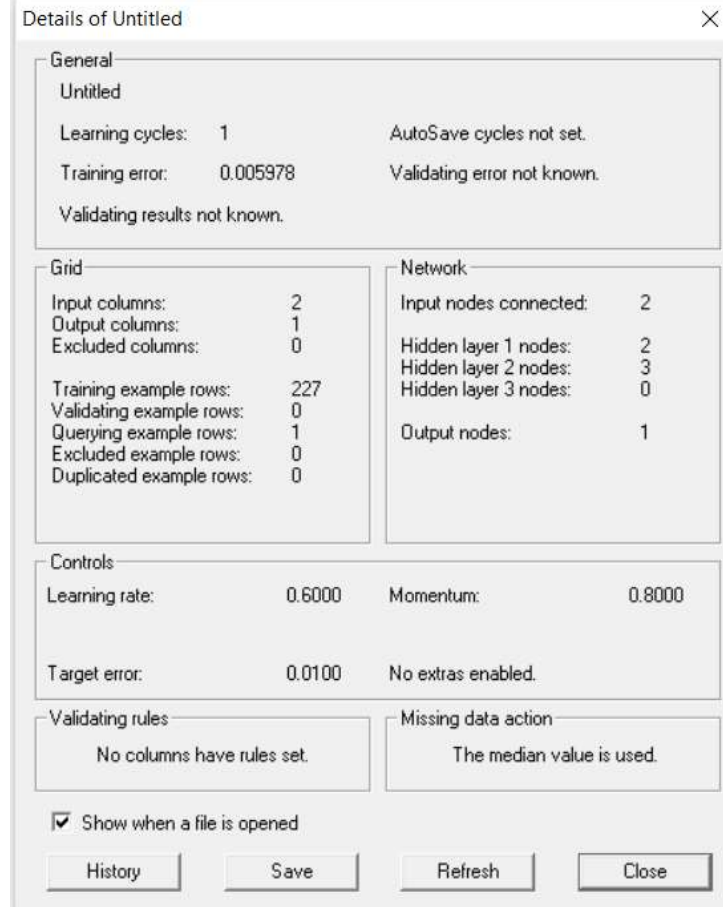 Details of Untitled
General
Untitled
Learning cycles: 1 AutoSave cycles not set.
Training error: 0.005978 Validating error not known.
Validating results not known.
Grid
Input columns: 2
Output columns: 1
Excluded columns: 0
Training example rows: 227
Validating example rows: 0
Querying example rows: 1
Excluded example rows: 0
Duplicated example rows: 0
Network
Input nodes connected: 2
Hidden layer 1 nodes: 2
Hidden layer 2 nodes: 3
Hidden layer 3 nodes: 0
Output nodes: 1
Controls
Learning rate: 0.6000 Momentum: 0.8000
Target error: 0.0100 No extras enabled.
Validating rules
No columns have rules set.
Missing data action
The median value is used.
Show when a file is opened
History Save Refresh Close